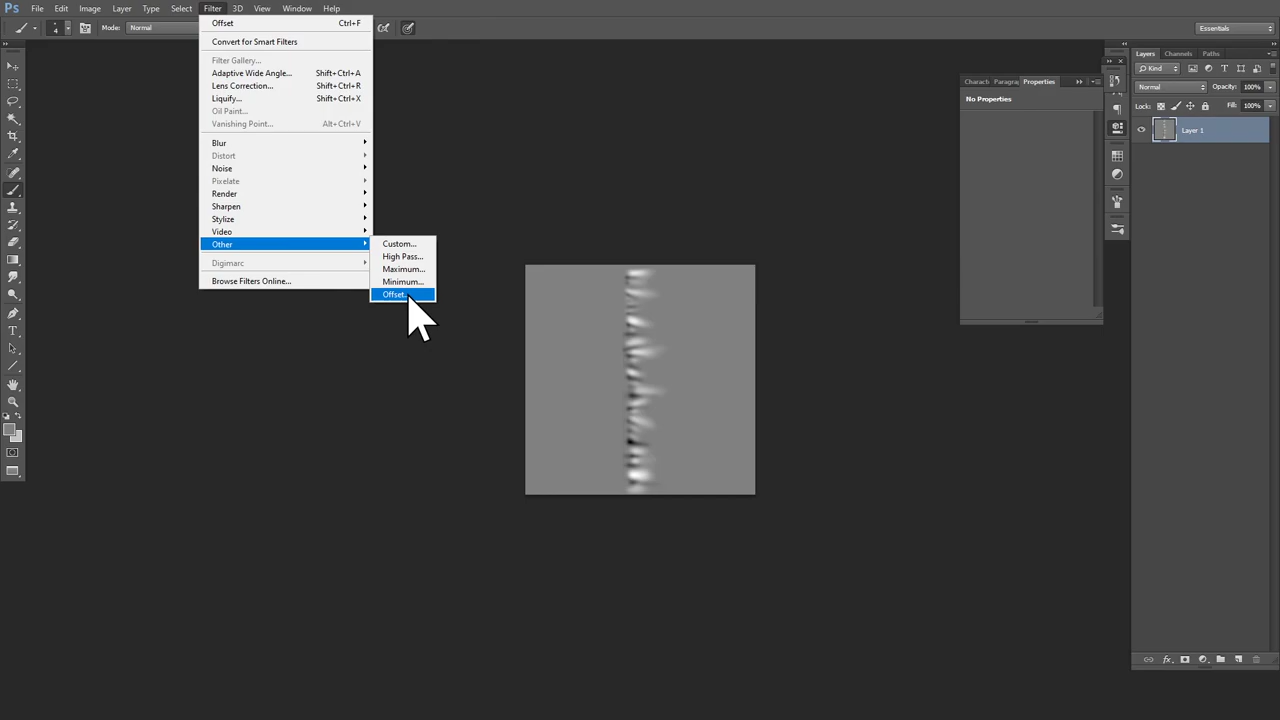 Ps File Edit Image Layer Type Select Filter 3D View Window Help
4 Mode: Normal Essentials
Offset Ctrl+F
Convert for Smart Filters
Filter Gallery...
Adaptive Wide Angle... Shift+Ctrl+A
Lens Correction... Shift+Ctrl+R
Liquify... Shift+Ctrl+X
Oil Paint...
Vanishing Point... Alt+Ctrl+V
Blur
Distort
Noise
Pixelate
Render
Sharpen
Stylize
Video
Other
Digimarc
Browse Filters Online...
Custom...
High Pass...
Maximum...
Minimum...
Offset...
Charact Paragra Properties
No Properties
Layers Channels Paths
Kind
Normal Opacity: 100%
Lock: Fill: 100%
Layer 1